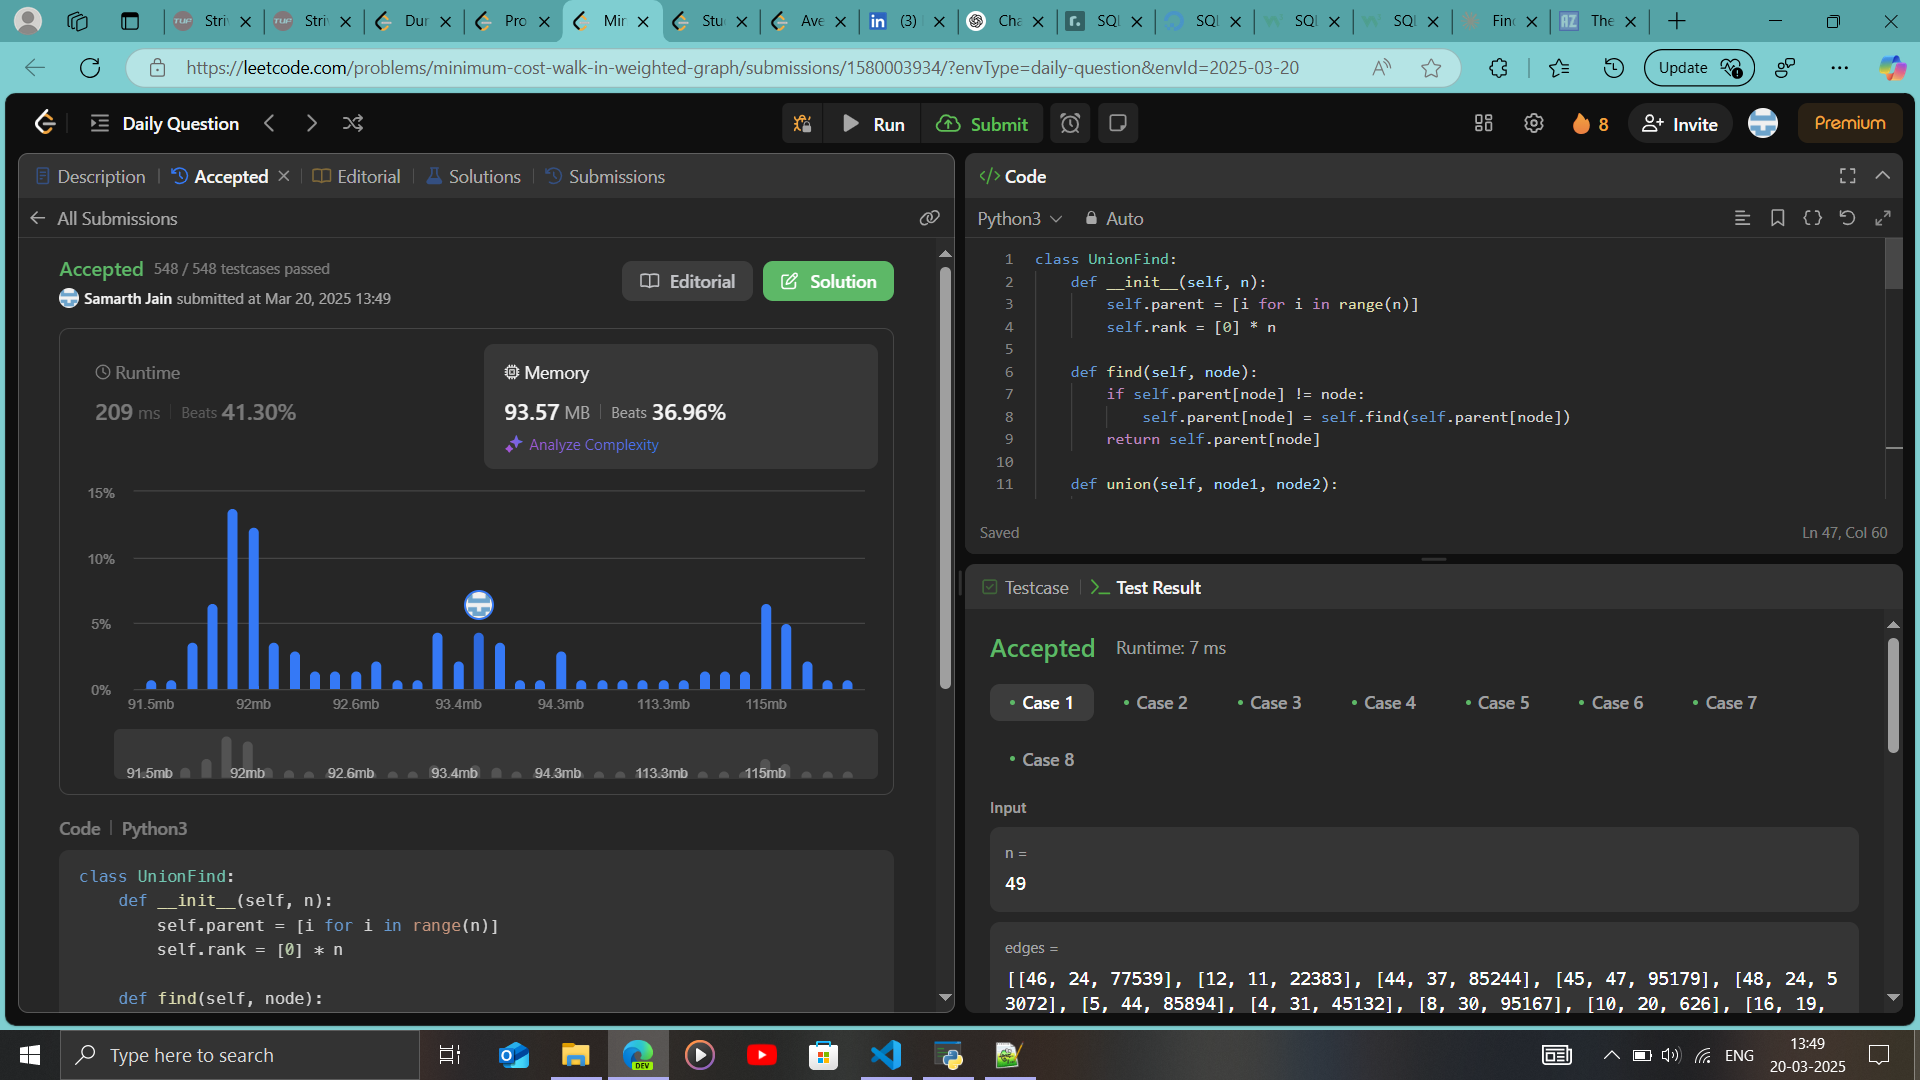 Striv
Striv
Dur
Pro
Mir
Stu
Ave
(3)
Cha
SQL
SQL
SQL
SQL
Find
The
https://leetcode.com/problems/minimum-cost-walk-in-weighted-graph/submissions/1580003934/?envType=daily-question&envId=2025-03-20
Update
Daily Question
Run
Submit
8
Invite
Premium
Description
Accepted
Editorial
Solutions
Submissions
All Submissions
Accepted 548 / 548 testcases passed
Samarth Jain submitted at Mar 20, 2025 13:49
Editorial
Solution
Runtime
209 ms | Beats 41.30%
Memory
93.57 MB | Beats 36.96%
Analyze Complexity
15%
10%
5%
0%
91.5mb 92mb 92.6mb 93.4mb 94.3mb 113.3mb 115mb
91.5mb 92mb 92.6mb 93.4mb 94.3mb 113.3mb 115mb
Code | Python3
class UnionFind:
def __init__(self, n):
self.parent = [i for i in range(n)]
self.rank = [0] * n
def find(self, node):
</> Code
Python3
Auto
1 class UnionFind:
2 def __init__(self, n):
3 self.parent = [i for i in range(n)]
4 self.rank = [0] * n
5
6 def find(self, node):
7 if self.parent[node] != node:
8 self.parent[node] = self.find(self.parent[node])
9 return self.parent[node]
10
11 def union(self, node1, node2):
Saved
Ln 47, Col 60
Testcase
Test Result
Accepted Runtime: 7 ms
Case 1 Case 2 Case 3 Case 4 Case 5 Case 6 Case 7
Case 8
Input
n =
49
edges =
[[46, 24, 77539], [12, 11, 22383], [44, 37, 85244], [45, 47, 95179], [48, 24, 5
3072], [5, 44, 85894], [4, 31, 45132], [8, 30, 95167], [10, 20, 626], [16, 19,
Type here to search
DEV
ENG
13:49
20-03-2025